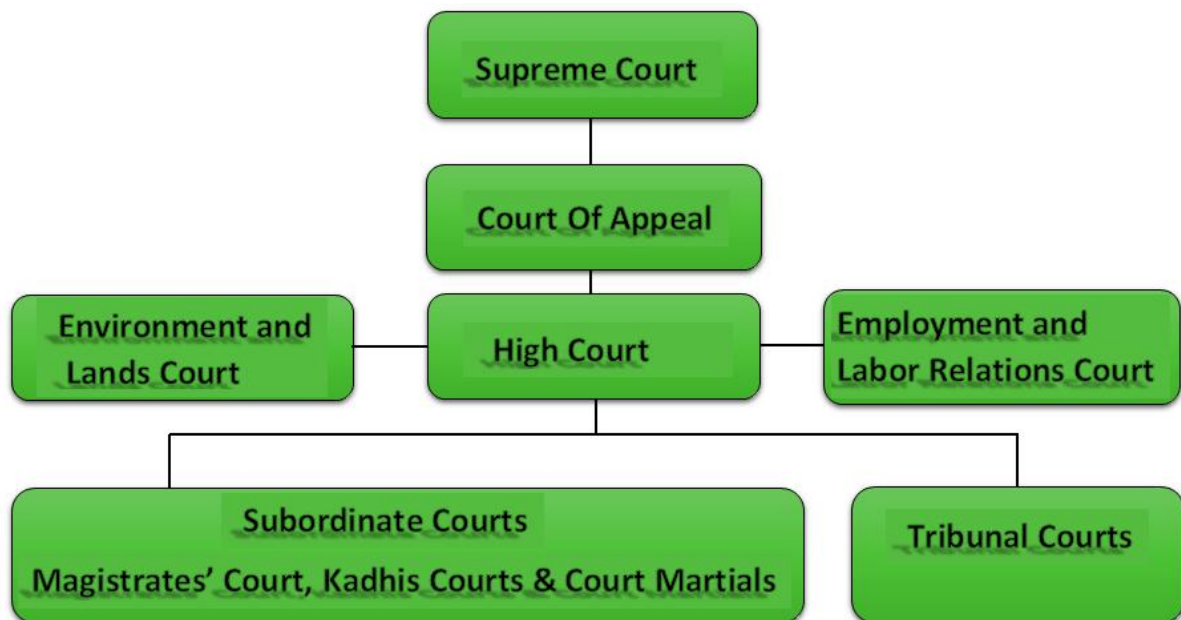 Supreme Court
Court Of Appeal
Environment and
Lands Court
High Court
Employment and
Labor Relations Court
Subordinate Courts
Magistrates’ Court, Kadhis Courts & Court Martials
Tribunal Courts